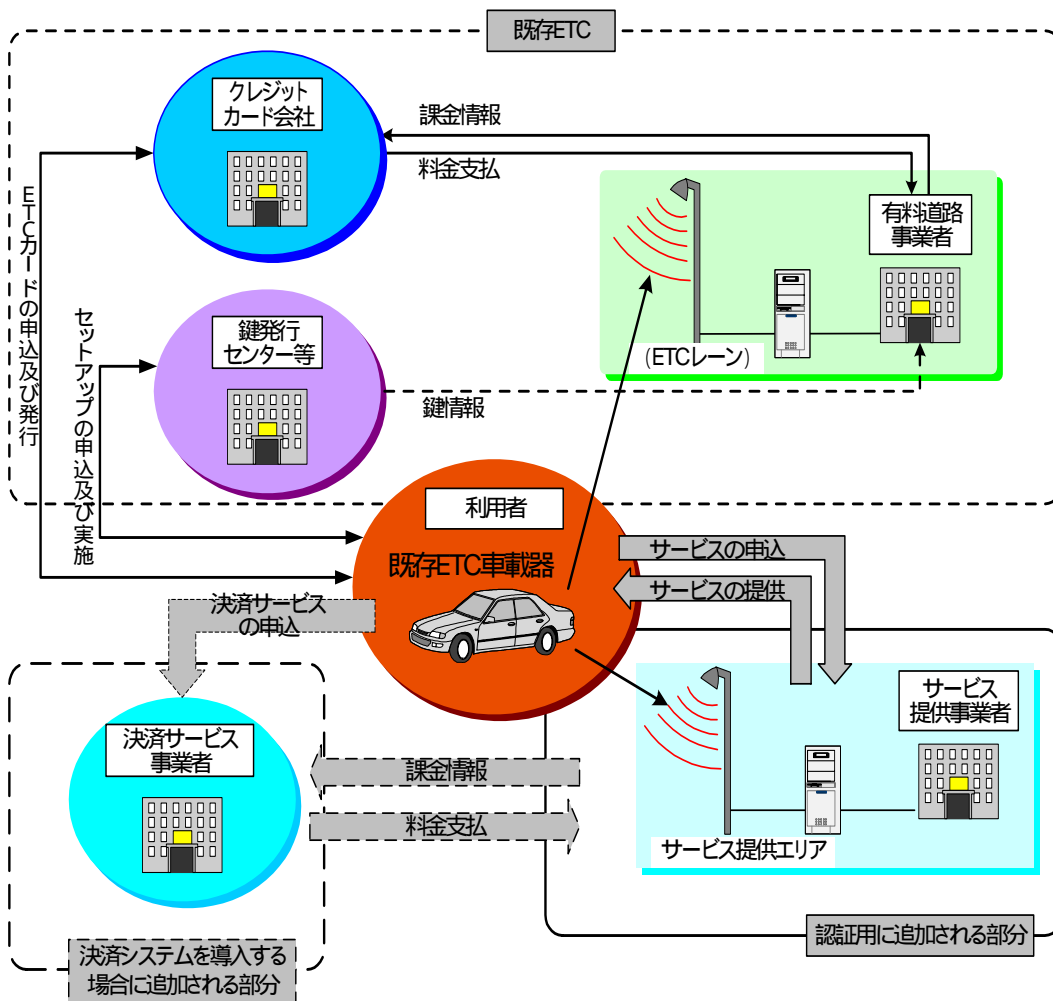 既存ETC
クレジット
カード会社
課金情報
料金支払
有料道路
事業者
(ETCレーン)
鍵発行
センター等
鍵情報
ETCカードの申込及び発行
セットアップの申込及び実施
利用者
既存ETC車載器
サービスの申込
サービスの提供
決済サービス
の申込
決済サービス
事業者
課金情報
料金支払
サービス
提供事業者
サービス提供エリア
認証用に追加される部分
決済システムを導入する
場合に追加される部分